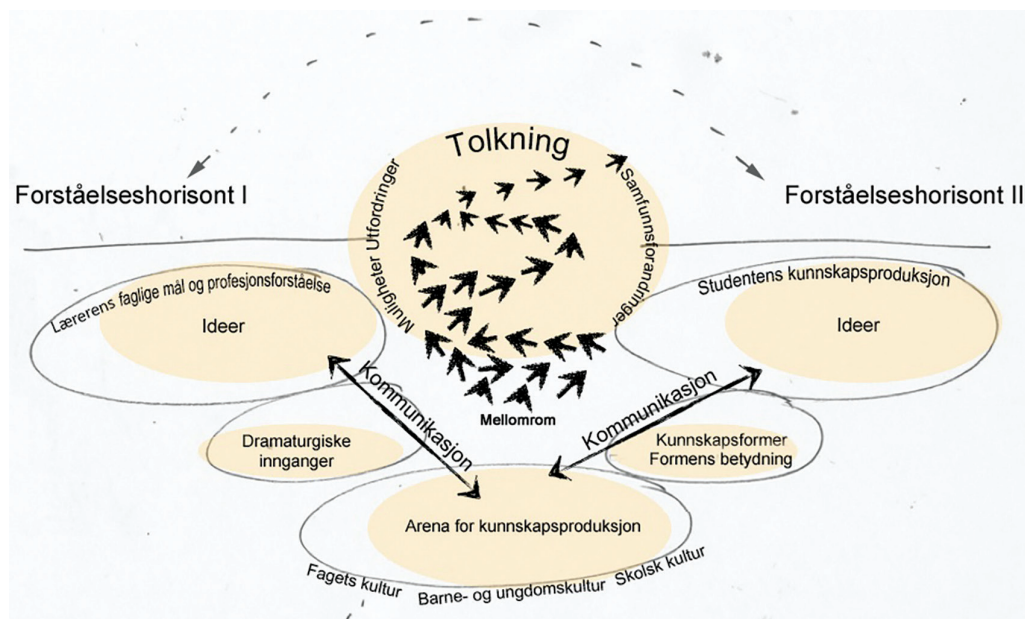 Tolkning
Muligheter Utfordringer
Samfunnsforandringer
Forståelseshorisont I
Forståelseshorisont II
Lærerens faglige mål og profesjonsforståelse
Ideer
Studentens kunnskapsproduksjon
Ideer
Kommunikasjon
Mellomrom
Kommunikasjon
Dramaturgiske
innganger
Kunnskapsformer
Formens betydning
Arena for kunnskapsproduksjon
Fagets kultur
Barne- og ungdomskultur
Skolsk kultur